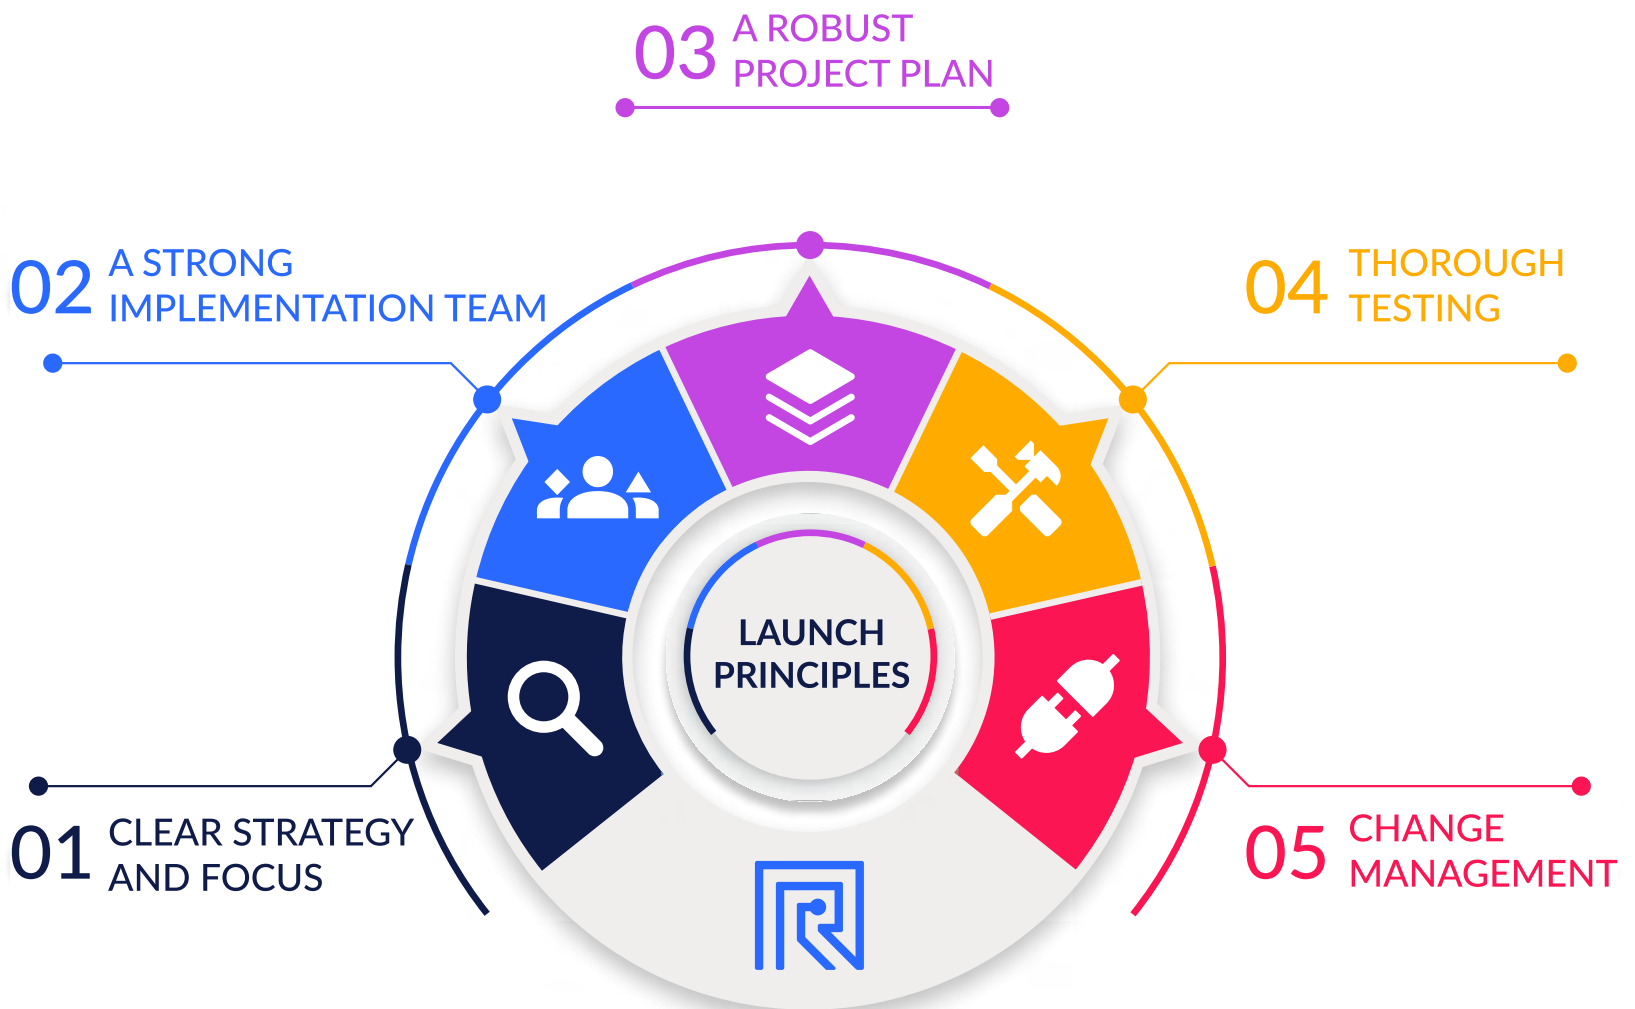 03 A ROBUST
PROJECT PLAN
02 A STRONG
IMPLEMENTATION TEAM
04 THOROUGH
TESTING
LAUNCH
PRINCIPLES
01 CLEAR STRATEGY
AND FOCUS
05 CHANGE
MANAGEMENT
R